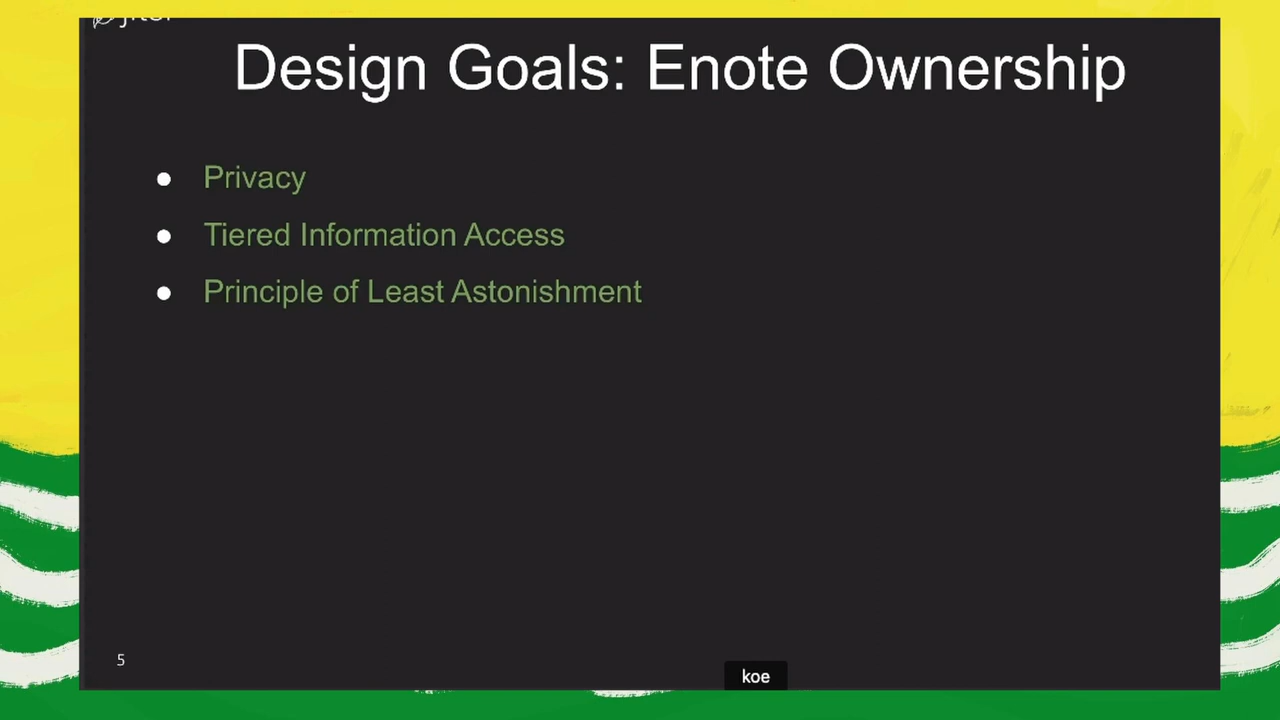 Design Goals: Enote Ownership
● Privacy
● Tiered Information Access
● Principle of Least Astonishment
5
koe